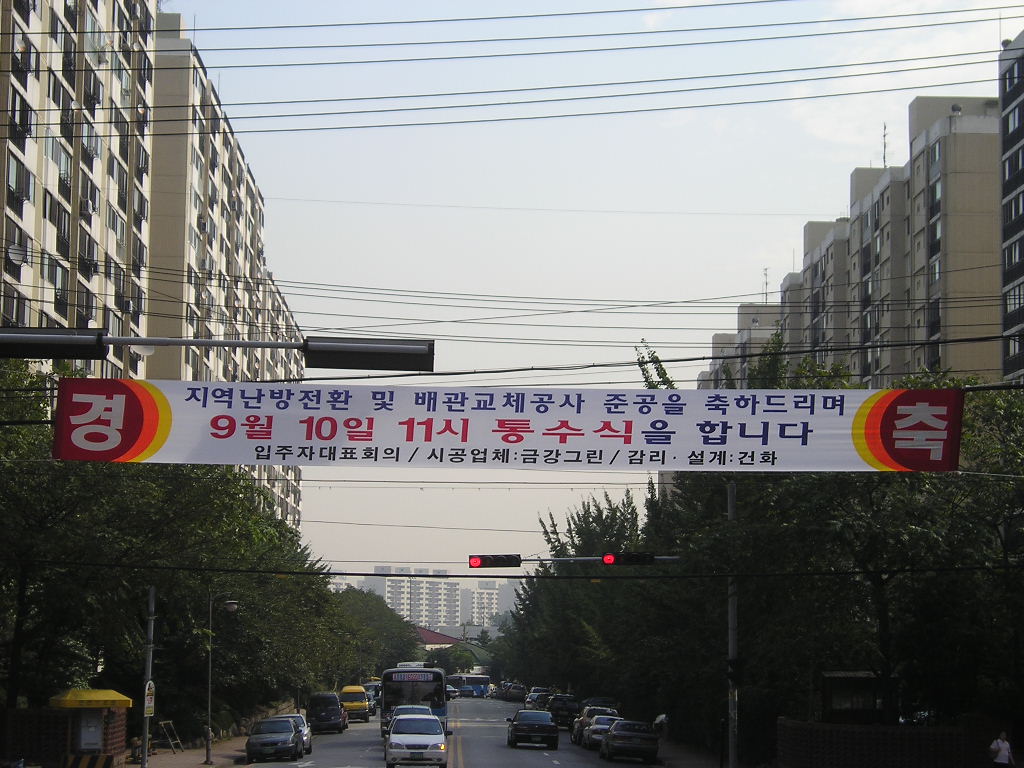 경
지역난방전환 및 배관교체공사 준공을 축하드리며
9월 10일 11시 통수식을 합니다
입주자대표회의 / 시공업체:금강그린 / 감리 · 설계:건화
축